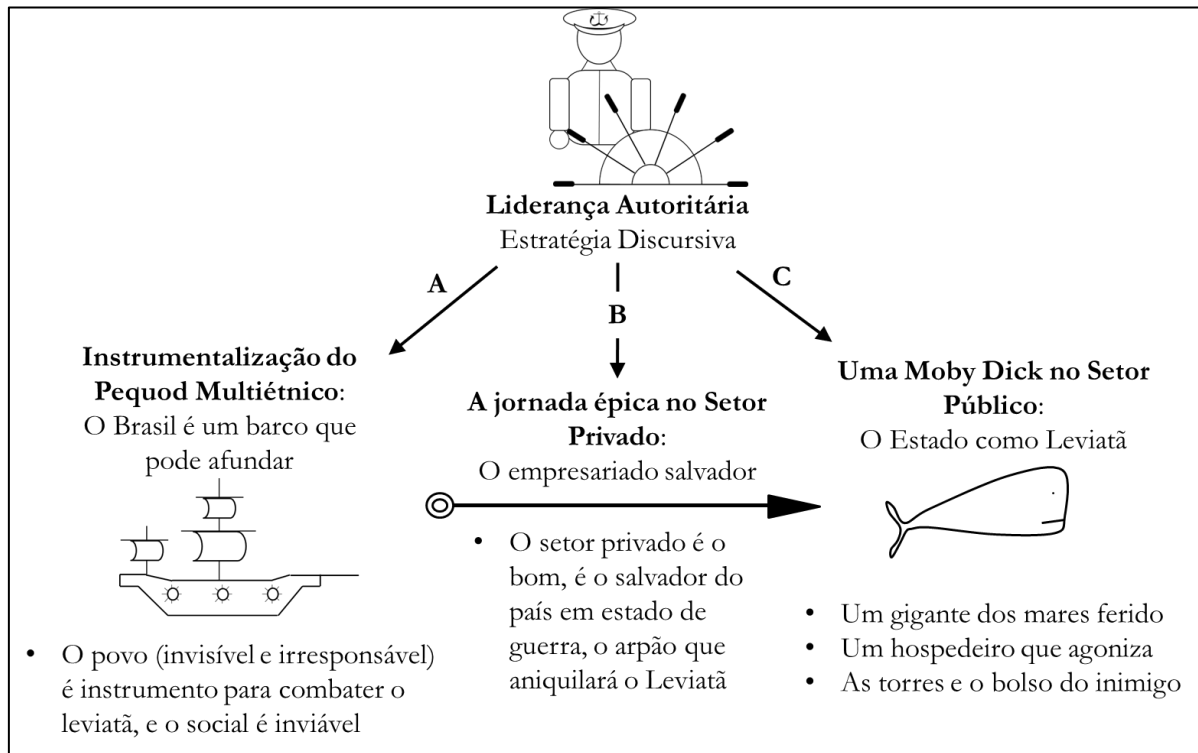 Liderança Autoritária
Estratégia Discursiva
A
B
C
Instrumentalização do
Pequod Multiétnico:
O Brasil é um barco que
pode afundar
• O povo (invisível e irresponsável)
é instrumento para combater o
leviatã, e o social é inviável
A jornada épica no Setor
Privado:
O empresariado salvador
• O setor privado é o
bom, é o salvador do
país em estado de
guerra, o arpão que
aniquilará o Leviatã
Uma Moby Dick no Setor
Público:
O Estado como Leviatã
• Um gigante dos mares ferido
• Um hospedeiro que agoniza
• As torres e o bolso do inimigo